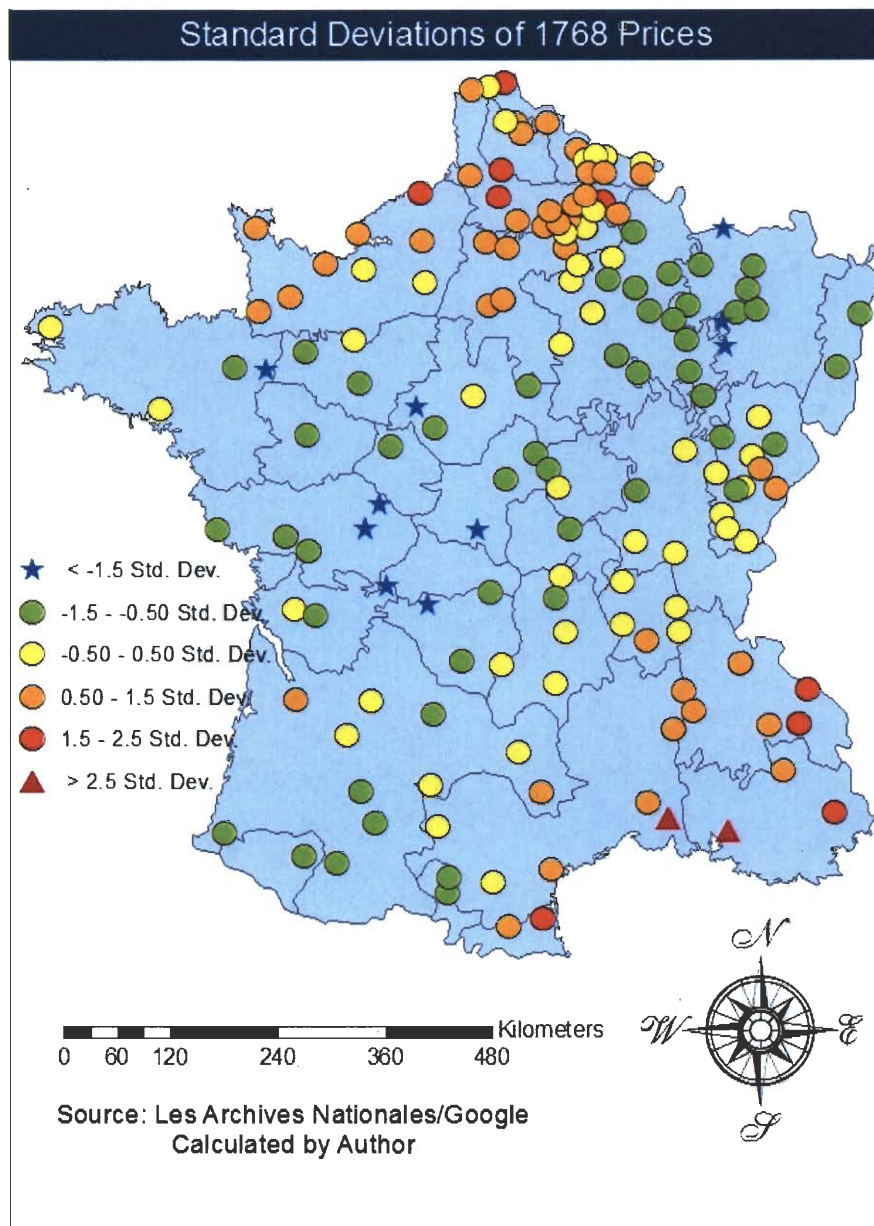 Standard Deviations of 1768 Prices
< -1.5 Std. Dev.
-1.5 - -0.50 Std. Dev.
-0.50 - 0.50 Std. Dev.
0.50 - 1.5 Std. Dev.
1.5 - 2.5 Std. Dev.
> 2.5 Std. Dev.
N
W E
S
Kilometers
0 60 120 240 360 480
Source: Les Archives Nationales/Google
Calculated by Author